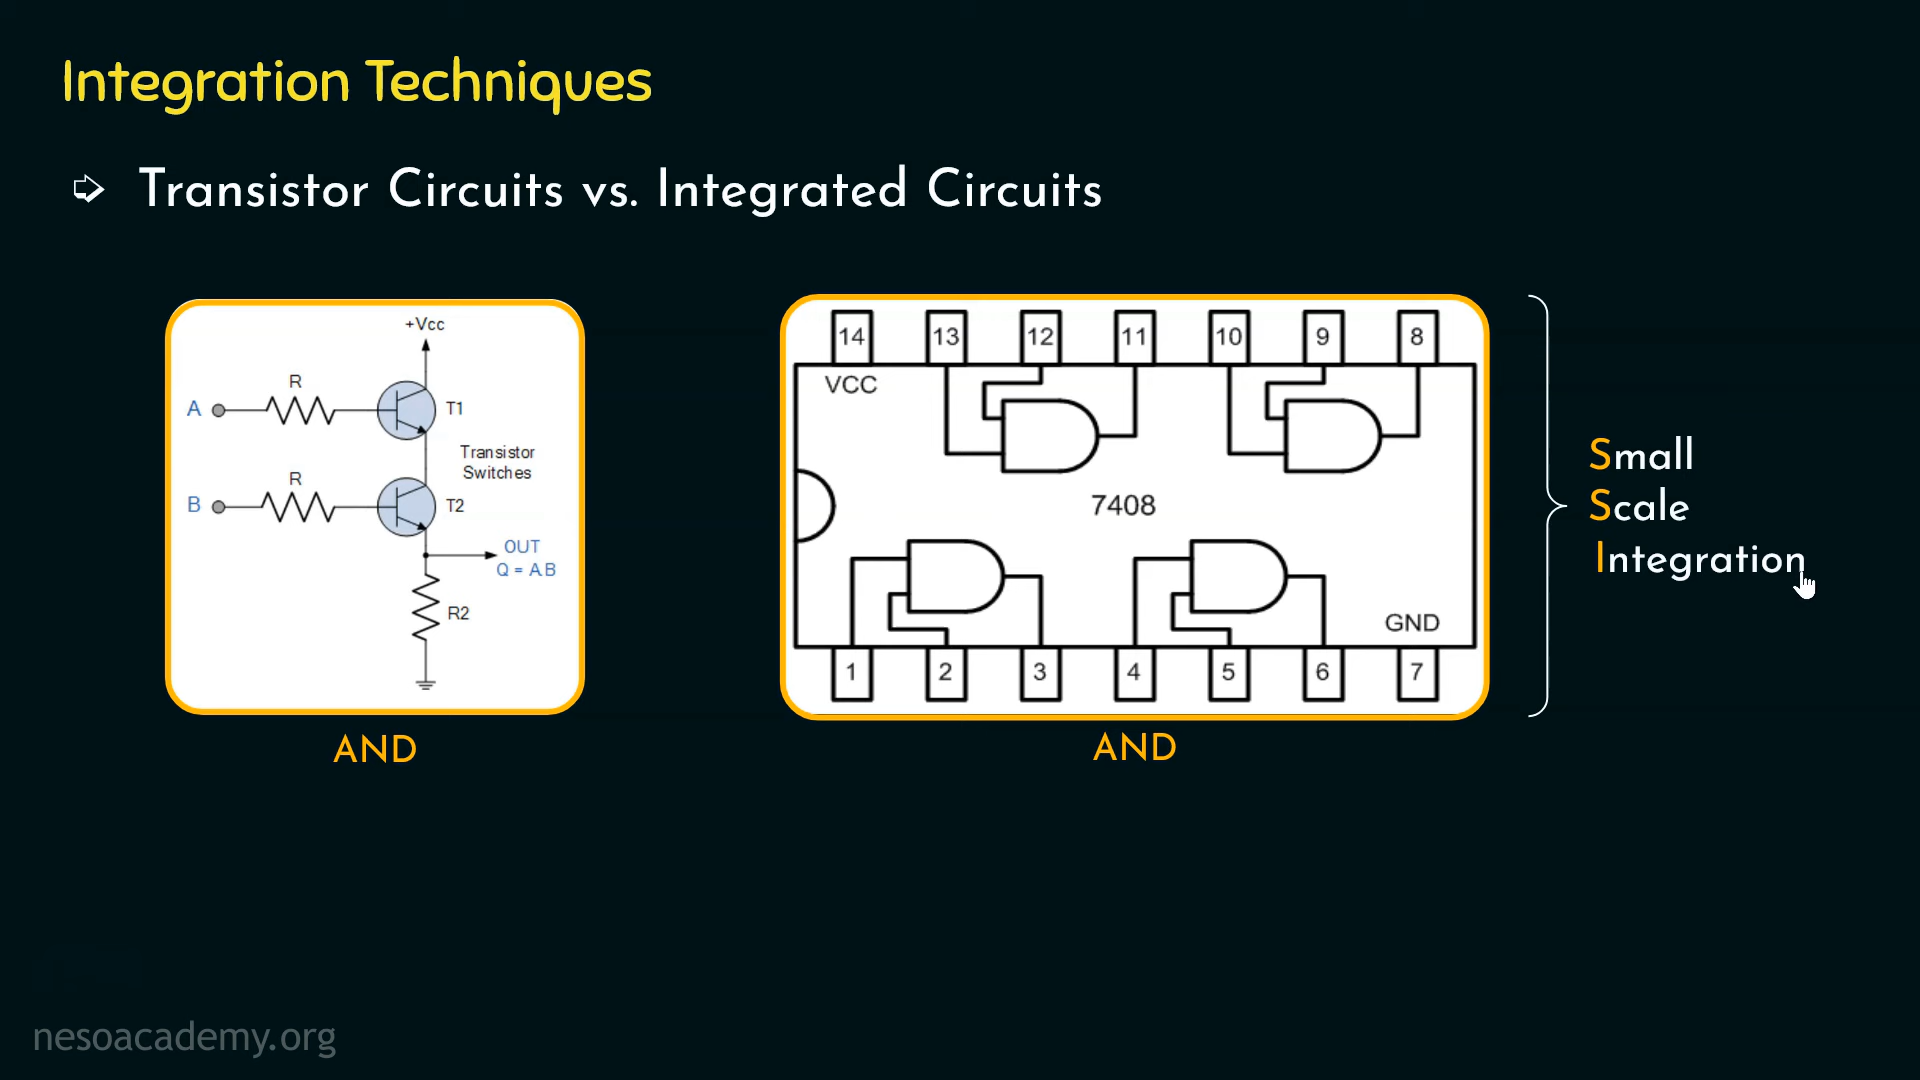 Integration Techniques
➩ Transistor Circuits vs. Integrated Circuits
+Vcc
R
A
T1
Transistor
Switches
R
B
T2
OUT
Q = A.B
R2
AND
14 13 12 11 10 9 8
VCC
7408
GND
1 2 3 4 5 6 7
AND
Small
Scale
Integration
nesoacademy.org